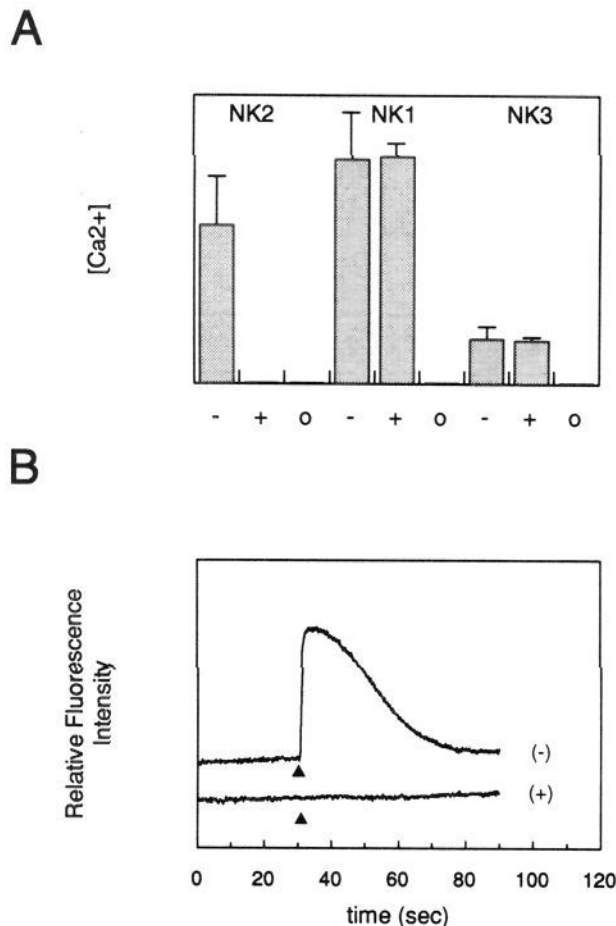 A
NK2 NK1 NK3
[Ca2+]
- + o - + o - + o
B
Relative Fluorescence
Intensity
(-)
(+)
0 20 40 60 80 100 120
time (sec)